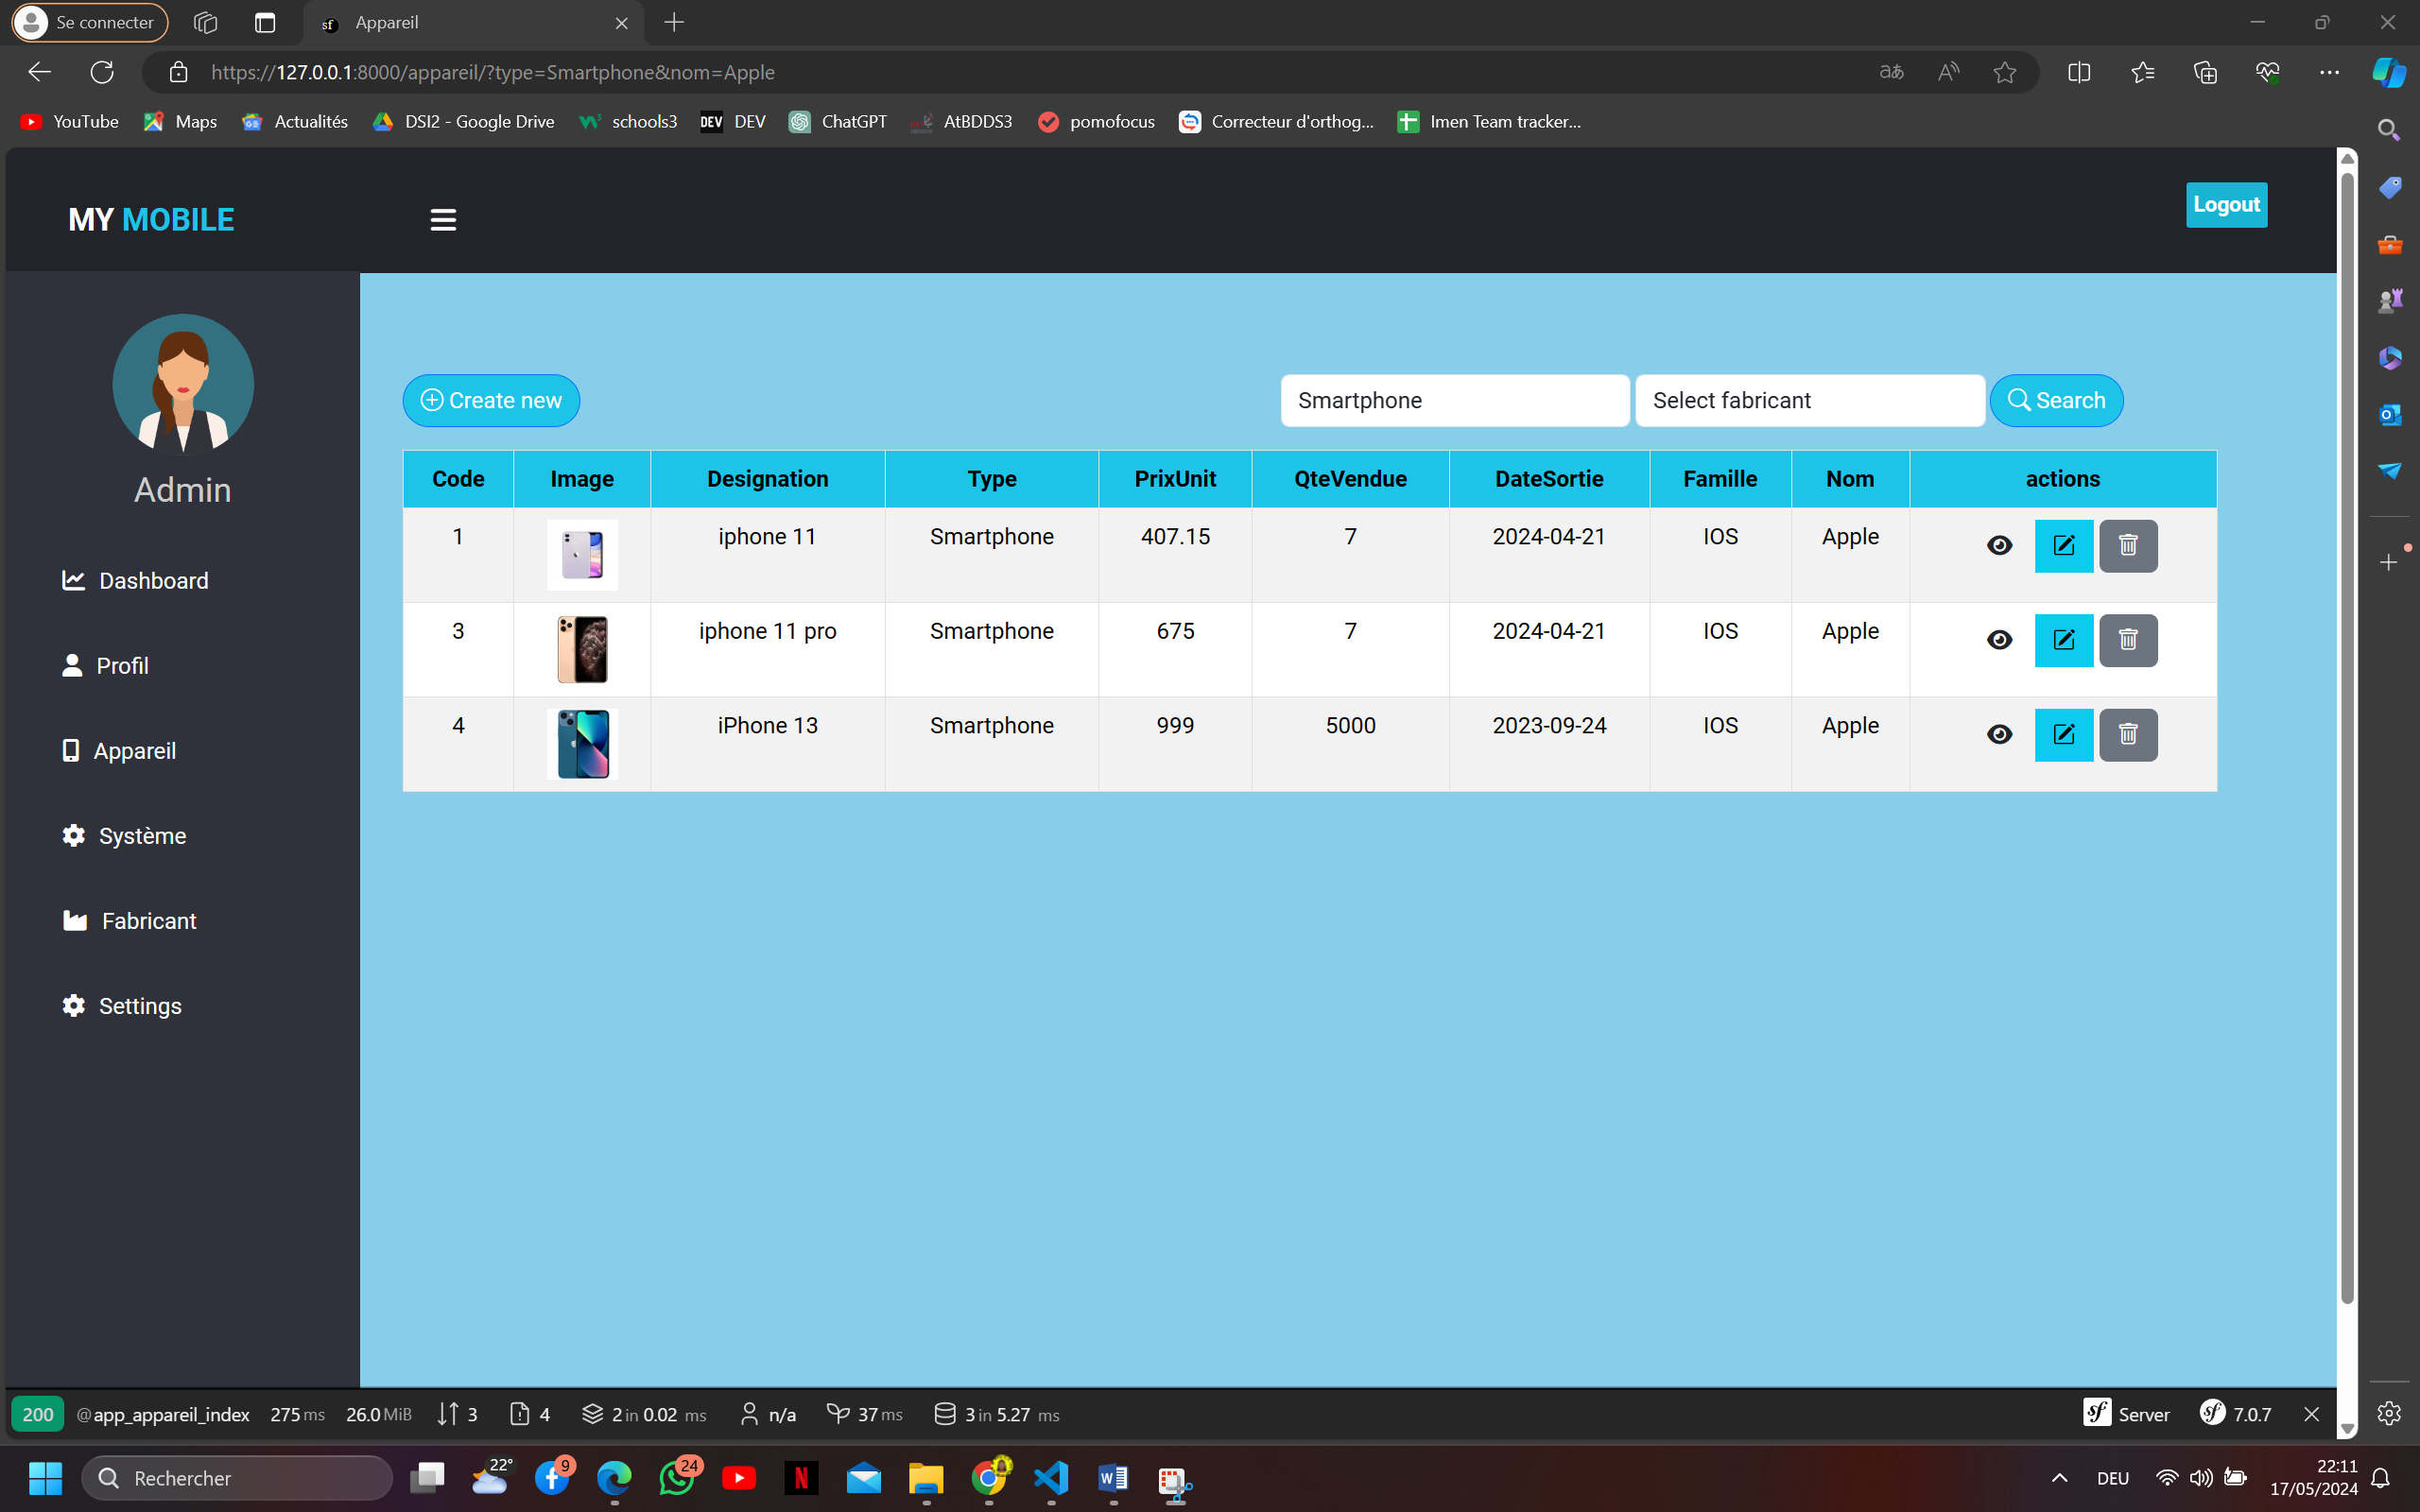 Se connecter
Appareil
https://127.0.0.1:8000/appareil/?type=Smartphone&nom=Apple
YouTube Maps Actualités DSI2 - Google Drive schools3 DEV DEV ChatGPT AtBDDS3 pomofocus Correcteur d'orthog... Imen Team tracker...
MY MOBILE
Logout
Admin
Dashboard
Profil
Appareil
Système
Fabricant
Settings
Create new Smartphone Select fabricant Search
Code Image Designation Type PrixUnit QteVendue DateSortie Famille Nom actions
1 iphone 11 Smartphone 407.15 7 2024-04-21 IOS Apple
3 iphone 11 pro Smartphone 675 7 2024-04-21 IOS Apple
4 iPhone 13 Smartphone 999 5000 2023-09-24 IOS Apple
200 @app_appareil_index 275 ms 26.0 MiB 3 4 2 in 0.02 ms n/a 37 ms 3 in 5.27 ms Server 7.0.7
Rechercher 22° 9 24 DEU 22:11
17/05/2024